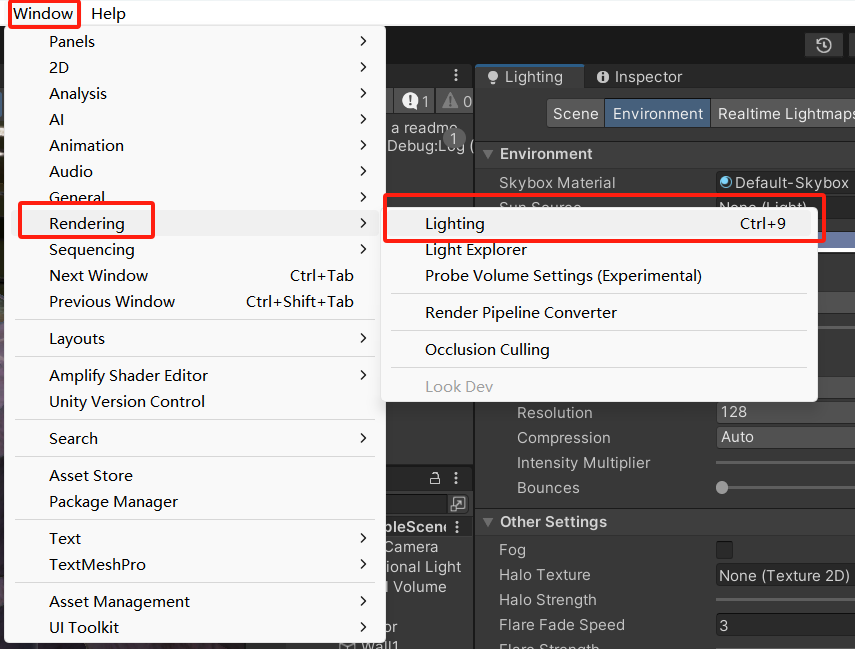 Window Help
Panels
2D
Analysis
AI
Animation
Audio
General
Rendering
Sequencing
Next Window Ctrl+Tab
Previous Window Ctrl+Shift+Tab
Layouts
Amplify Shader Editor
Unity Version Control
Search
Asset Store
Package Manager
Text
TextMeshPro
Asset Management
UI Toolkit
Lighting Ctrl+9
Light Explorer
Probe Volume Settings (Experimental)
Render Pipeline Converter
Occlusion Culling
Look Dev
1 0
a readme
Debug:Log (
1
Camera
ional Light
Volume
or
Wall1
Lighting Inspector
Scene Environment Realtime Lightmaps
Environment
Skybox Material Default-Skybox
Sun Source None (Light)
Resolution 128
Compression Auto
Intensity Multiplier
Bounces
Other Settings
Fog
Halo Texture None (Texture 2D)
Halo Strength
Flare Fade Speed 3
Flare Strength